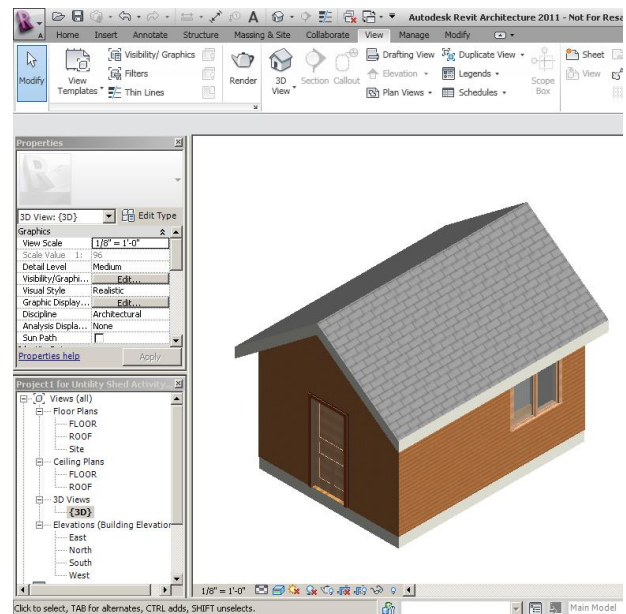 Autodesk Revit Architecture 2011 - Not For Resa
Home Insert Annotate Structure Massing & Site Collaborate View Manage Modify
Modify
View Templates
Visibility/ Graphics
Filters
Thin Lines
Render
3D View
Section
Callout
Drafting View
Elevation
Plan Views
Duplicate View
Legends
Schedules
Scope Box
Sheet
View
Properties
3D View: {3D}
Edit Type
Graphics
View Scale 1/8" = 1'-0"
Scale Value 1: 96
Detail Level Medium
Visibility/Graphi... Edit...
Visual Style Realistic
Graphic Display... Edit...
Discipline Architectural
Analysis Displa... None
Sun Path
Properties help Apply
Project1 for Untility Shed Activity
Views (all)
Floor Plans
FLOOR
ROOF
Site
Ceiling Plans
FLOOR
ROOF
3D Views
{3D}
Elevations (Building Elevation
East
North
South
West
1/8" = 1'-0"
Click to select, TAB for alternates, CTRL adds, SHIFT unselects.
Main Model